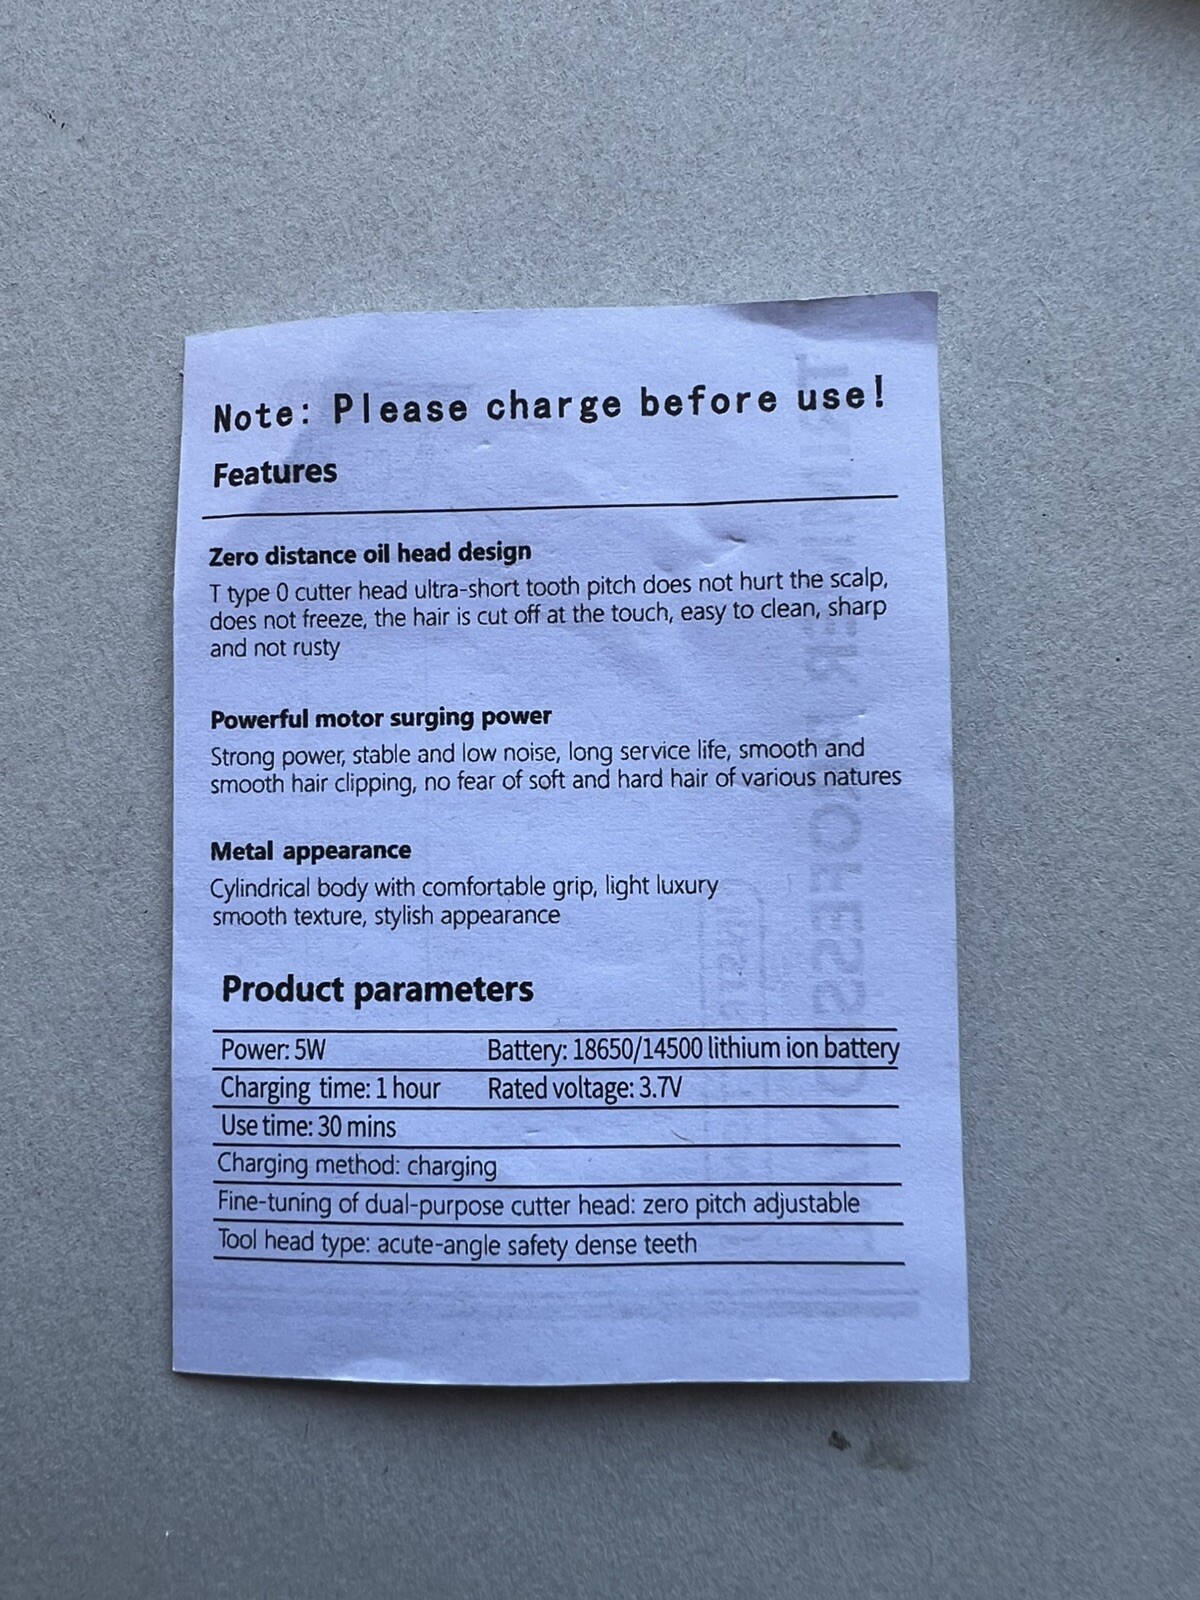 Note: Please charge before use!
Features
Zero distance oil head design
T type 0 cutter head ultra-short tooth pitch does not hurt the scalp,
does not freeze, the hair is cut off at the touch, easy to clean, sharp
and not rusty
Powerful motor surging power
Strong power, stable and low noise, long service life, smooth and
smooth hair clipping, no fear of soft and hard hair of various natures
Metal appearance
Cylindrical body with comfortable grip, light luxury
smooth texture, stylish appearance
Product parameters
Power: 5W Battery: 18650/14500 lithium ion battery
Charging time: 1 hour Rated voltage: 3.7V
Use time: 30 mins
Charging method: charging
Fine-tuning of dual-purpose cutter head: zero pitch adjustable
Tool head type: acute-angle safety dense teeth